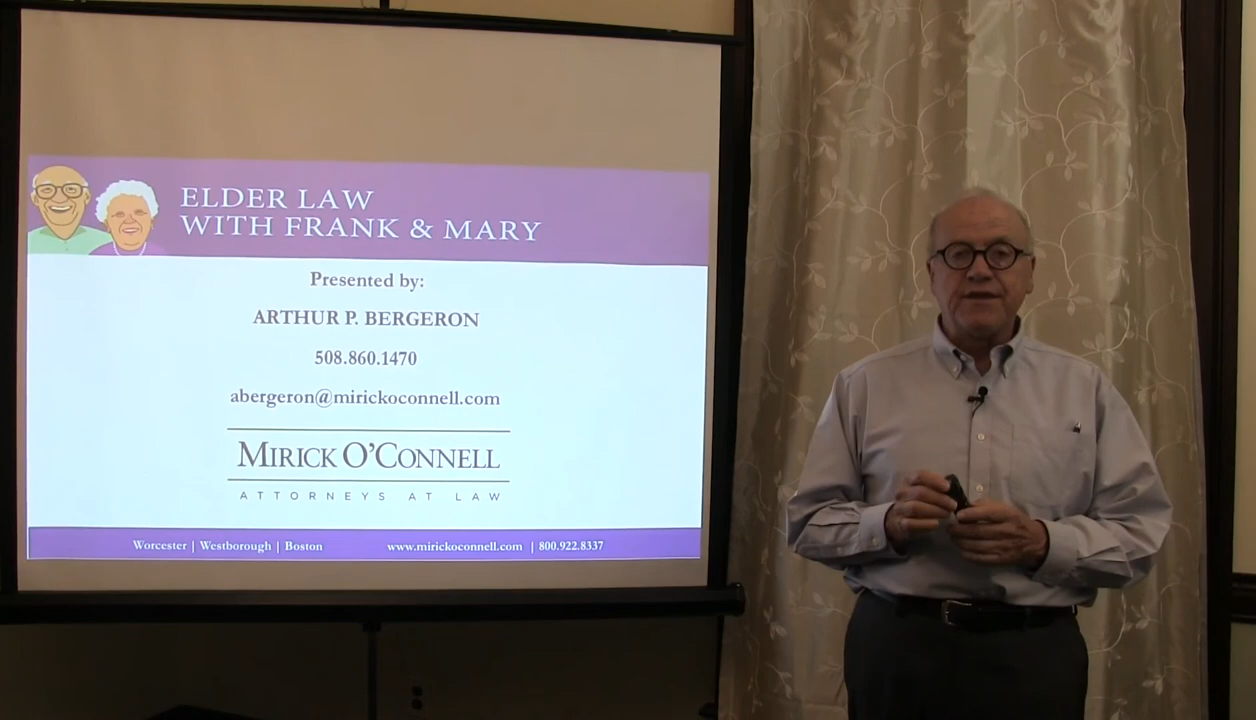 ELDER LAW
WITH FRANK & MARY
Presented by:
ARTHUR P. BERGERON
508.860.1470
abergeron@mirickoconnell.com
MIRICK O'CONNELL
ATTORNEYS AT LAW
Worcester | Westborough | Boston www.mirickoconnell.com | 800.922.8337